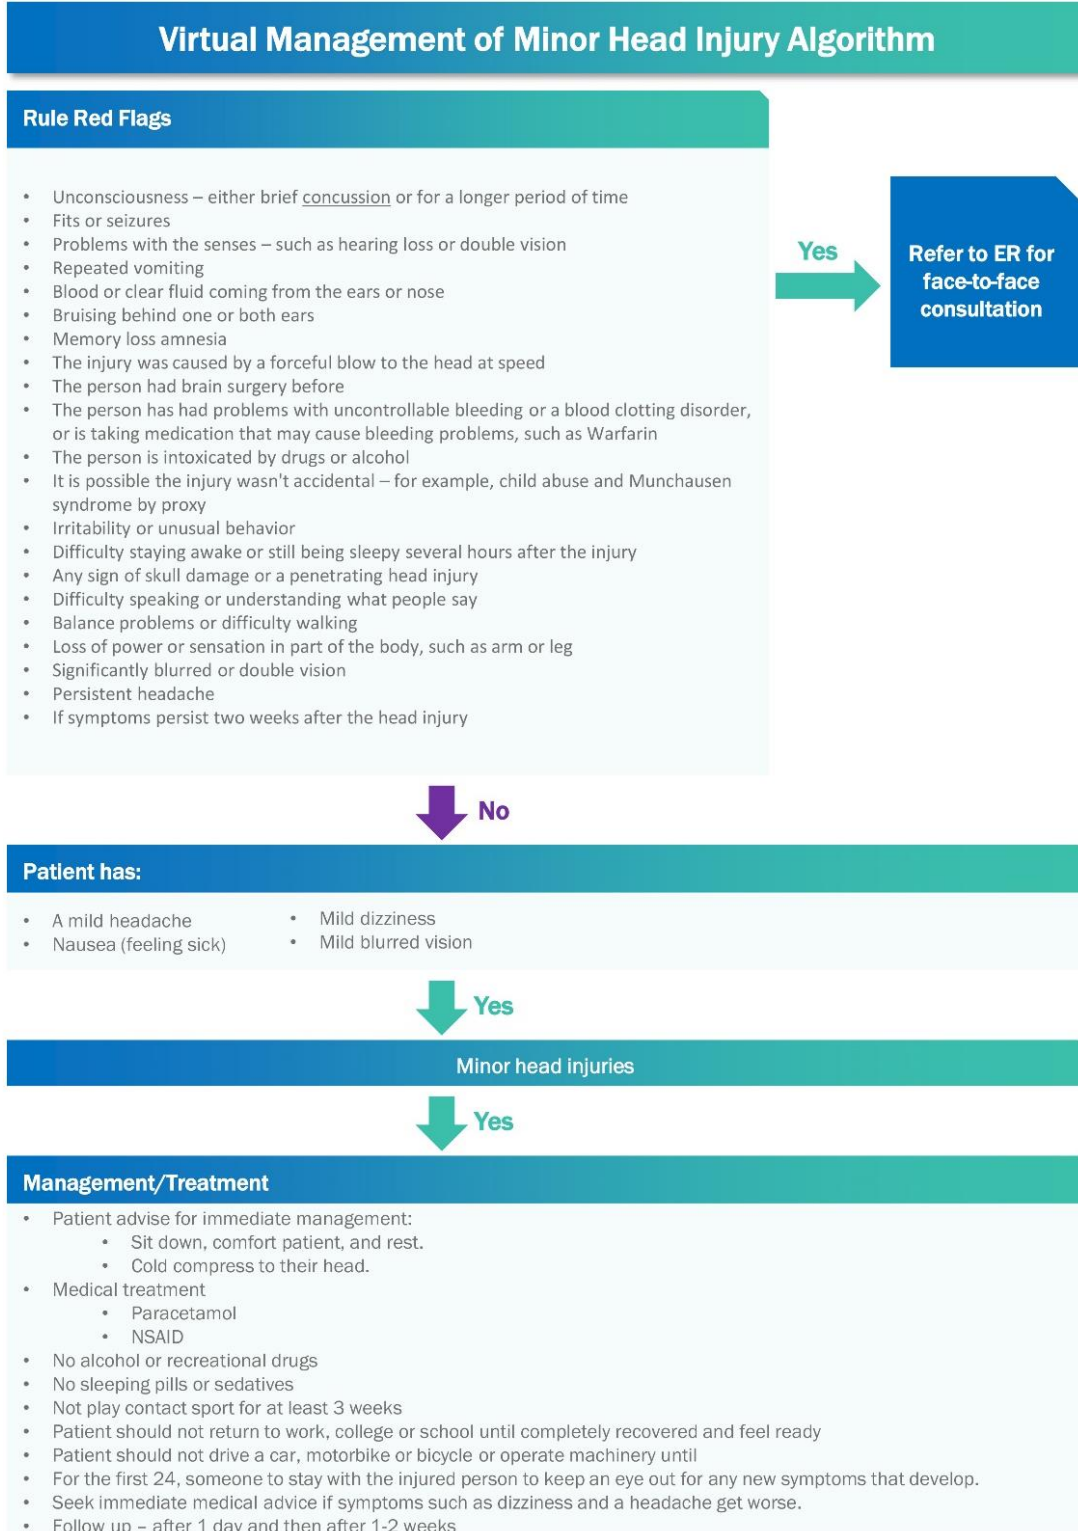 Virtual Management of Minor Head Injury Algorithm
Rule Red Flags
• Unconsciousness – either brief concussion or for a longer period of time
• Fits or seizures
• Problems with the senses – such as hearing loss or double vision
• Repeated vomiting
• Blood or clear fluid coming from the ears or nose
• Bruising behind one or both ears
• Memory loss amnesia
• The injury was caused by a forceful blow to the head at speed
• The person had brain surgery before
• The person has had problems with uncontrollable bleeding or a blood clotting disorder,
or is taking medication that may cause bleeding problems, such as Warfarin
• The person is intoxicated by drugs or alcohol
• It is possible the injury wasn't accidental – for example, child abuse and Munchausen
syndrome by proxy
• Irritability or unusual behavior
• Difficulty staying awake or still being sleepy several hours after the injury
• Any sign of skull damage or a penetrating head injury
• Difficulty speaking or understanding what people say
• Balance problems or difficulty walking
• Loss of power or sensation in part of the body, such as arm or leg
• Significantly blurred or double vision
• Persistent headache
• If symptoms persist two weeks after the head injury
Yes
Refer to ER for
face-to-face
consultation
No
Patient has:
• A mild headache
• Nausea (feeling sick)
• Mild dizziness
• Mild blurred vision
Yes
Minor head injuries
Yes
Management/Treatment
• Patient advise for immediate management:
• Sit down, comfort patient, and rest.
• Cold compress to their head.
• Medical treatment
• Paracetamol
• NSAID
• No alcohol or recreational drugs
• No sleeping pills or sedatives
• Not play contact sport for at least 3 weeks
• Patient should not return to work, college or school until completely recovered and feel ready
• Patient should not drive a car, motorbike or bicycle or operate machinery until
• For the first 24, someone to stay with the injured person to keep an eye out for any new symptoms that develop.
• Seek immediate medical advice if symptoms such as dizziness and a headache get worse.
• Follow up – after 1 day and then after 1-2 weeks